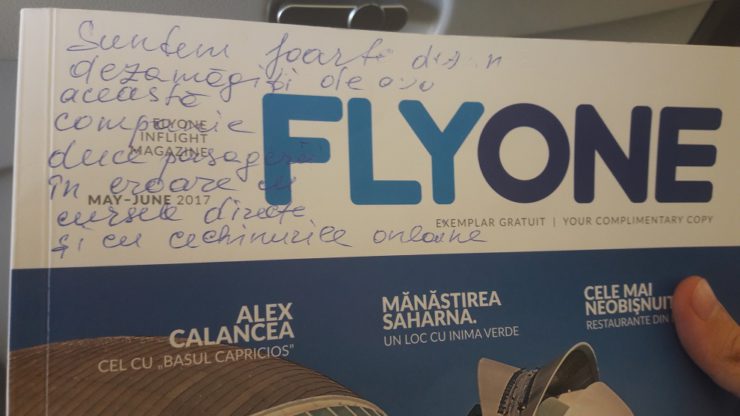 Suntem foarte
dezamăgiți de
această
companie
duce pasagerii
în eroare cu
cursele directe
și cu cechinurile online
FLYONE
INFLIGHT
MAGAZINE
MAY–JUNE 2017
FLYONE
EXEMPLAR GRATUIT | YOUR COMPLIMENTARY COPY
ALEX
CALANCEA
CEL CU „BASUL CAPRICIOS”
MĂNĂSTIREA
SAHARNA.
UN LOC CU INIMA VERDE
CELE MAI
NEOBIȘNUIT
RESTAURANTE DIN